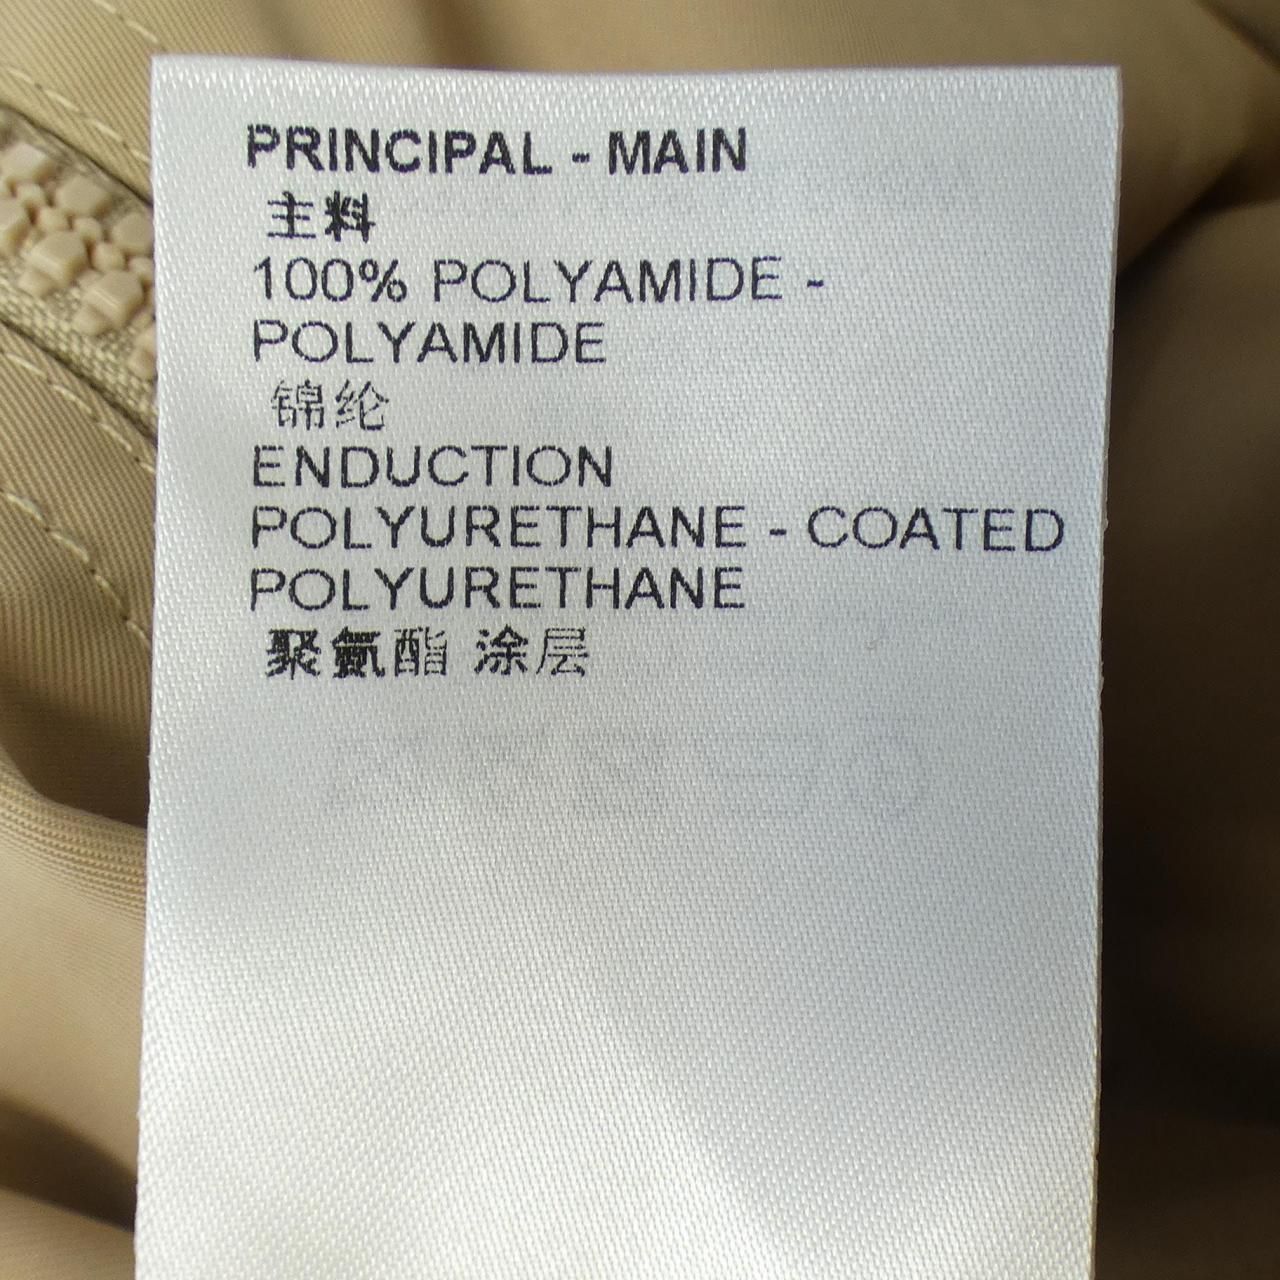 PRINCIPAL - MAIN
主料
100% POLYAMIDE -
POLYAMIDE
锦纶
ENDUCTION
POLYURETHANE - COATED
POLYURETHANE
聚氨酯 涂层